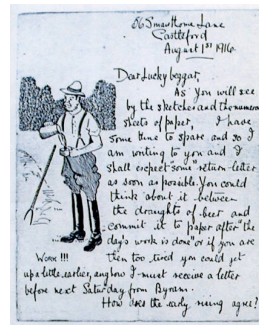 56 Smawthorne Lane
Castleford
August 1st 1916.
Dear Lucky beggar,
As you will see
by the sketches and the numerous
sheets of paper, I have
some time to spare and so I
am writing to you and I
shall expect some "return-letter
as soon as possible. You could
think about it between
the draughts of beer and
commit it to paper after "the
day's work is done" or if you are
then too tired you could get
up a little earlier, anyhow I must receive a letter
before next Saturday from Byram.
How does the early rising agree?
Work !!!